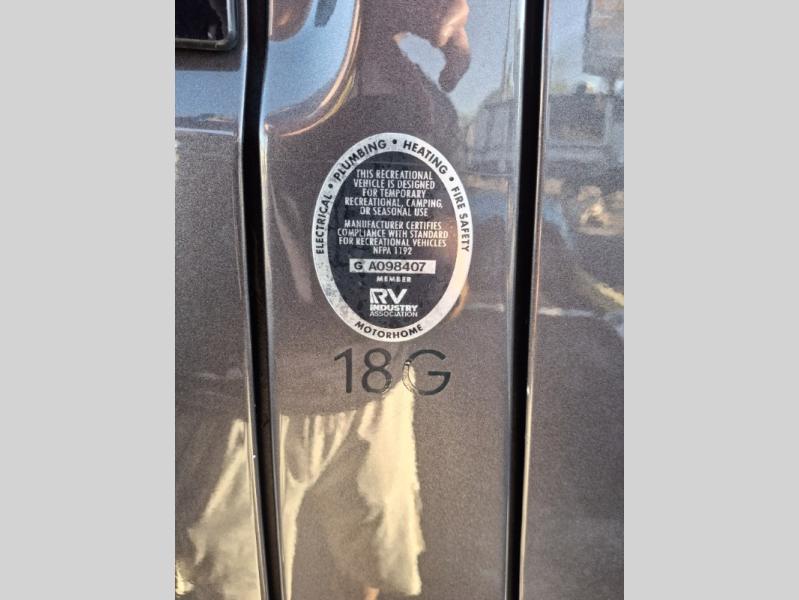 ELECTRICAL • PLUMBING • HEATING • FIRE SAFETY
THIS RECREATIONAL
VEHICLE IS DESIGNED
FOR TEMPORARY
RECREATIONAL, CAMPING,
OR SEASONAL USE
MANUFACTURER CERTIFIES
COMPLIANCE WITH STANDARD
FOR RECREATIONAL VEHICLES
NFPA 1192
G A098407
MEMBER
RV
INDUSTRY
ASSOCIATION
MOTORHOME
18G